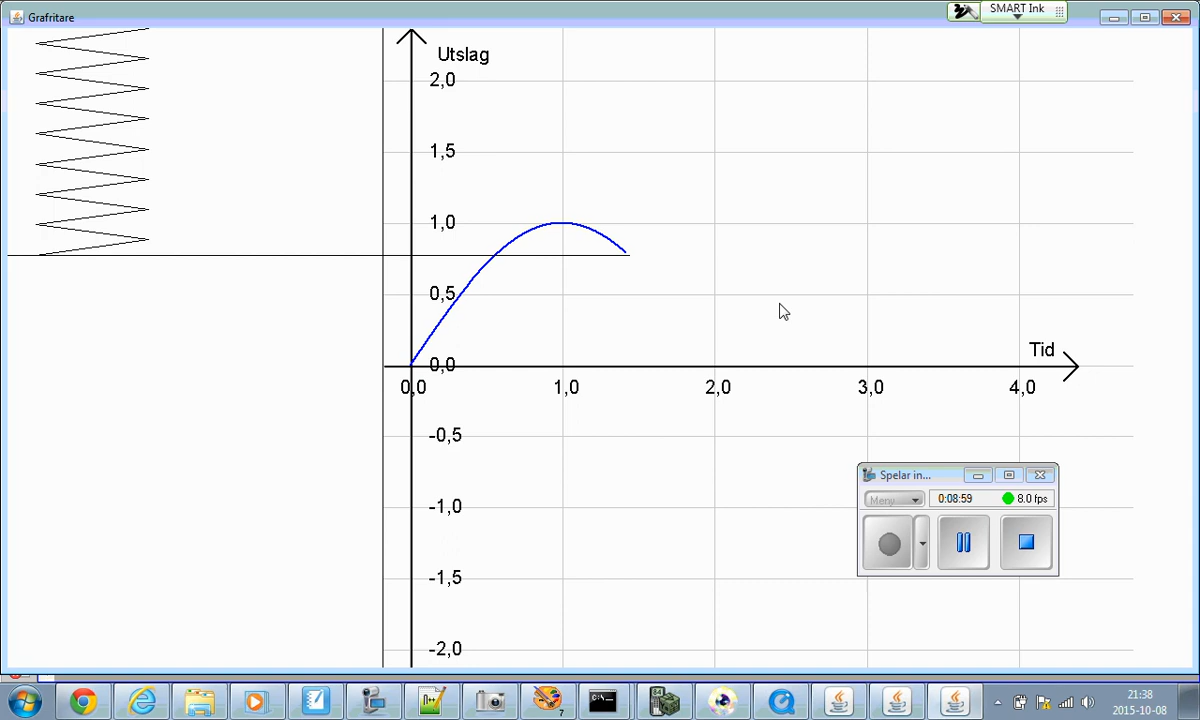 Grafritare
SMART Ink
Utslag
2,0
1,5
1,0
0,5
0,0
Tid
0,0
1,0
2,0
3,0
4,0
-0,5
-1,0
-1,5
-2,0
Spelar in...
Meny
0:08:59
8.0 fps
21:38
2015-10-08